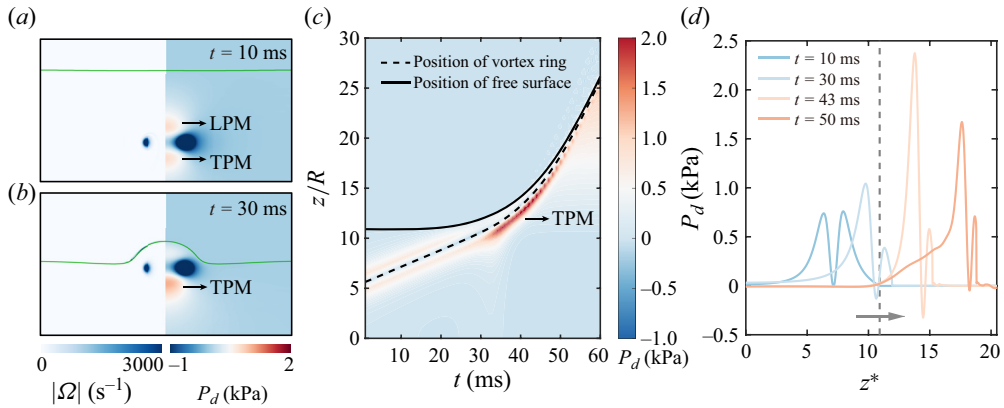 (a)
t = 10 ms
LPM
TPM
(b)
t = 30 ms
TPM
0 3000 −1 2
|Ω| (s⁻¹) P_d (kPa)
(c)
30
25
20
15
10
5
0
z/R
Position of vortex ring
Position of free surface
TPM
10 20 30 40 50 60
t (ms)
2.0
1.5
1.0
0.5
0
−0.5
−1.0
P_d (kPa)
(d)
2.5
2.0
1.5
1.0
0.5
0
−0.5
P_d (kPa)
t = 10 ms
t = 30 ms
t = 43 ms
t = 50 ms
0 5 10 15 20
z*